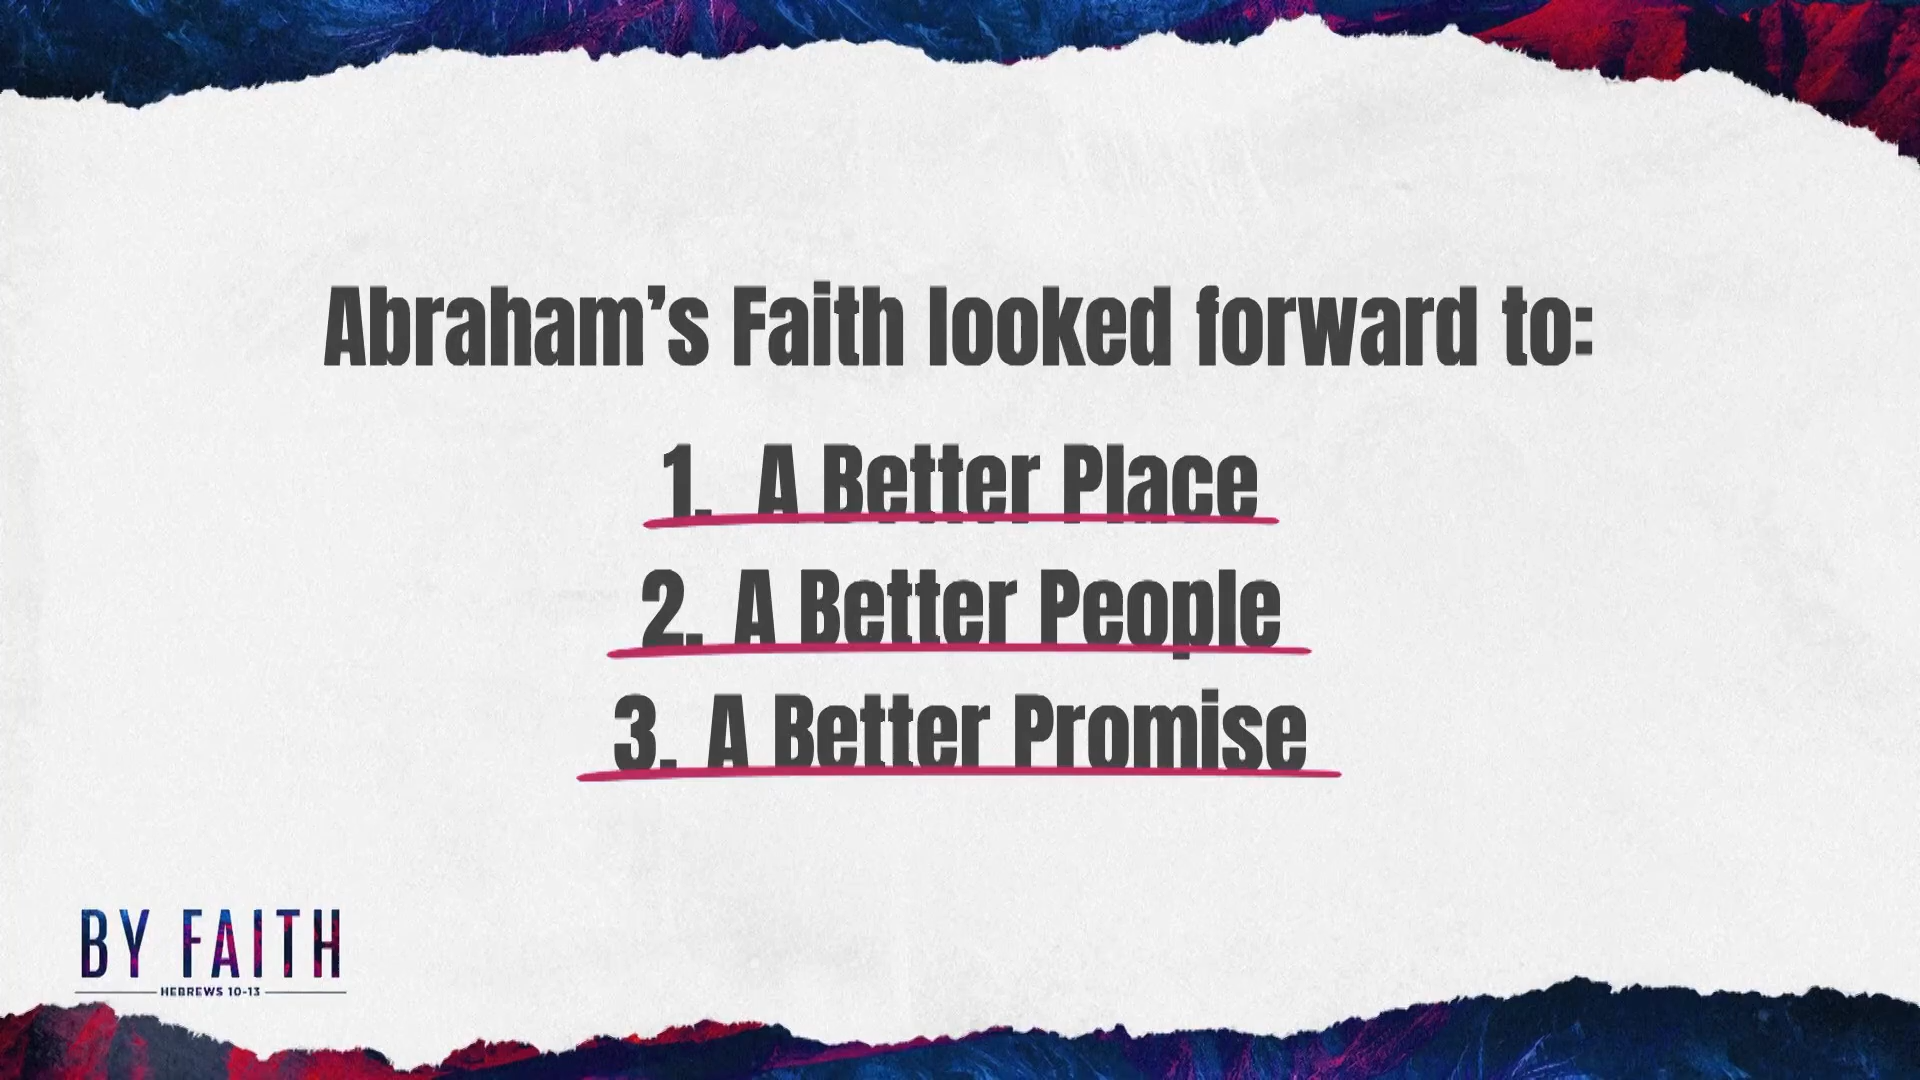 Abraham’s Faith looked forward to:
1. A Better Place
2. A Better People
3. A Better Promise
BY FAITH
HEBREWS 10-13